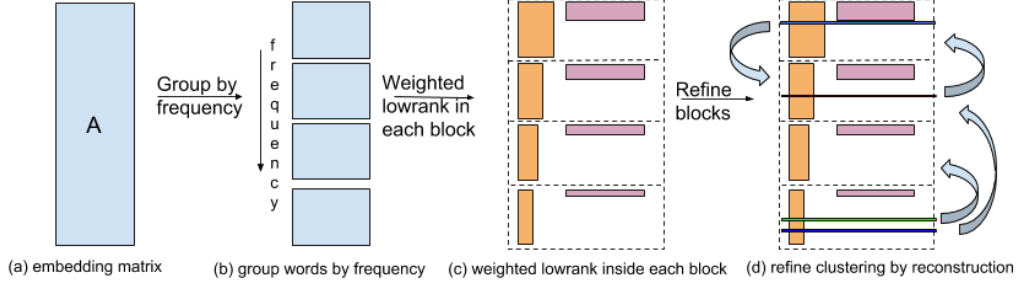 A
Group by
frequency
frequency
Weighted
lowrank in
each block
Refine
blocks
(a) embedding matrix
(b) group words by frequency
(c) weighted lowrank inside each block
(d) refine clustering by reconstruction